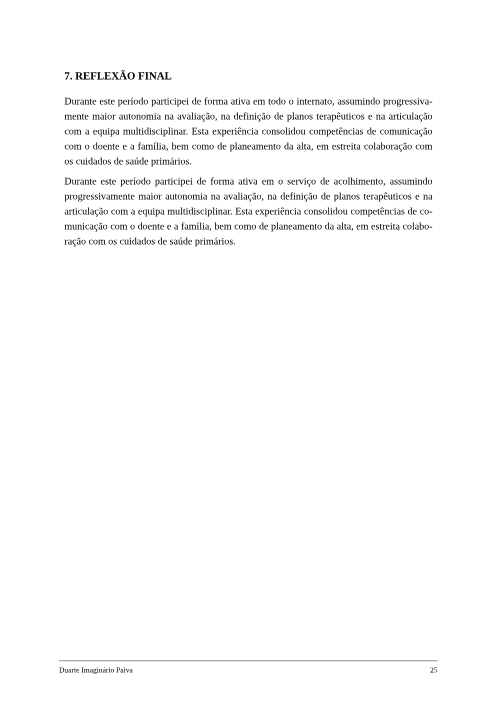 7. REFLEXÃO FINAL
Durante este período participei de forma ativa em todo o internato, assumindo progressiva-
mente maior autonomia na avaliação, na definição de planos terapêuticos e na articulação
com a equipa multidisciplinar. Esta experiência consolidou competências de comunicação
com o doente e a família, bem como de planeamento da alta, em estreita colaboração com
os cuidados de saúde primários.
Durante este período participei de forma ativa em o serviço de acolhimento, assumindo
progressivamente maior autonomia na avaliação, na definição de planos terapêuticos e na
articulação com a equipa multidisciplinar. Esta experiência consolidou competências de co-
municação com o doente e a família, bem como de planeamento da alta, em estreita colabo-
ração com os cuidados de saúde primários.
Duarte Imaginário Paiva
25